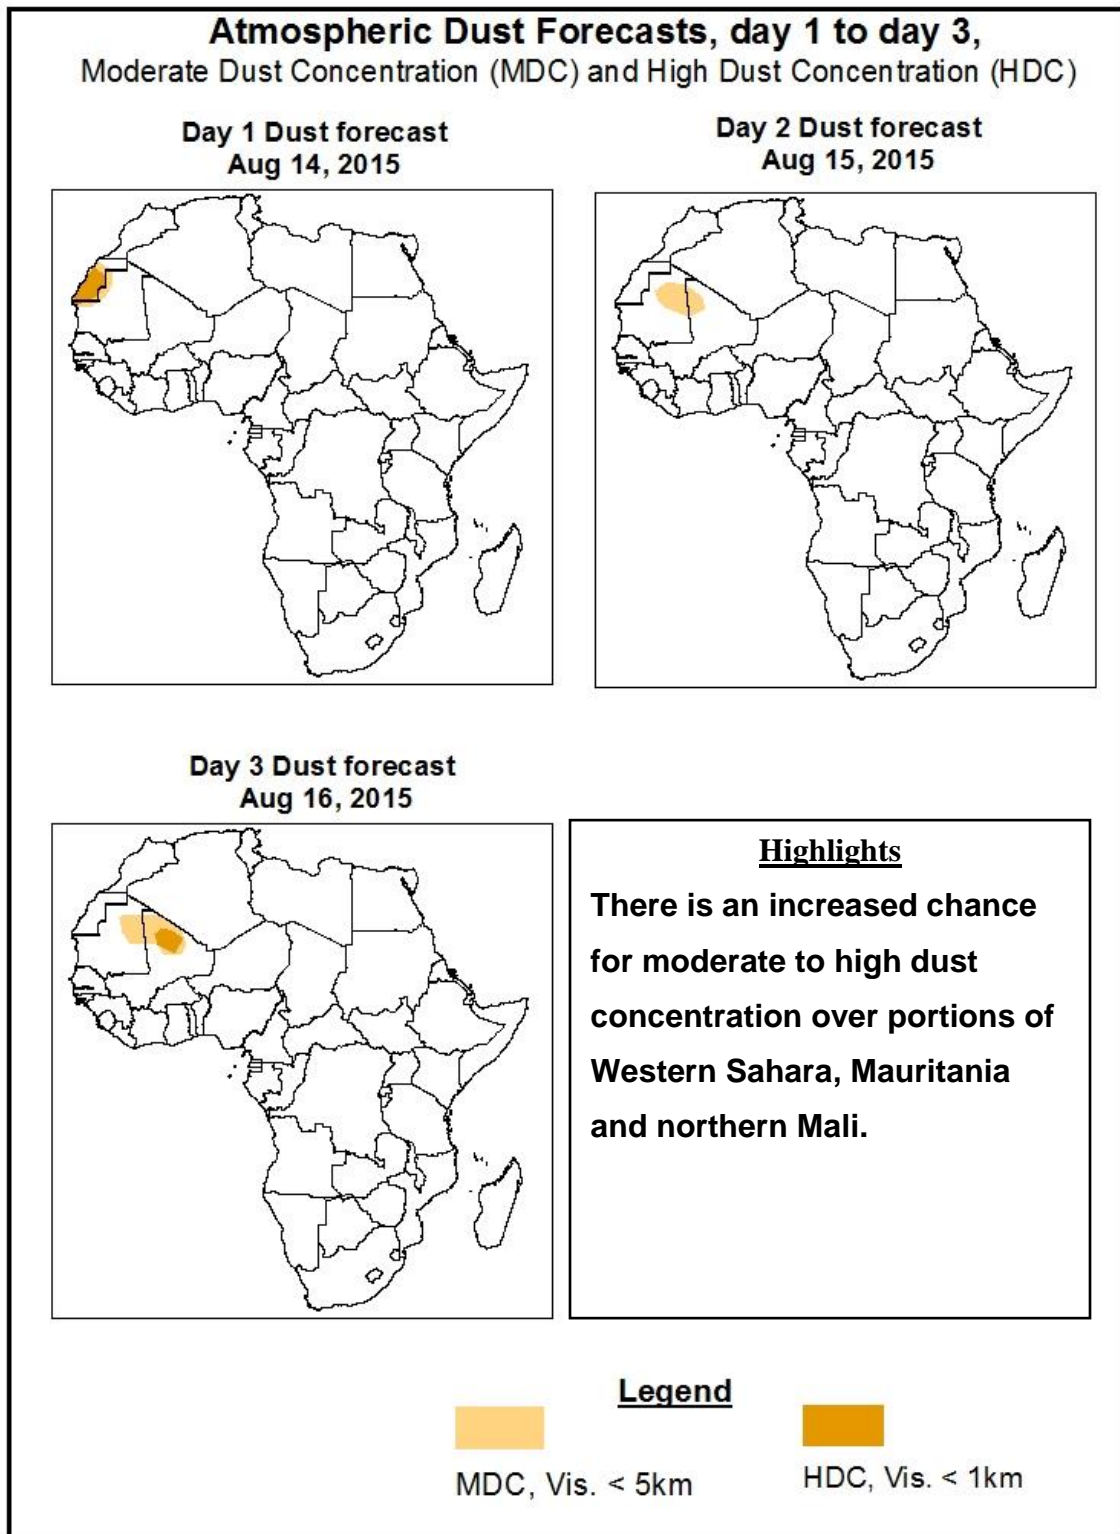 Atmospheric Dust Forecasts, day 1 to day 3,
Moderate Dust Concentration (MDC) and High Dust Concentration (HDC)
Day 1 Dust forecast
Aug 14, 2015
Day 2 Dust forecast
Aug 15, 2015
Day 3 Dust forecast
Aug 16, 2015
Highlights
There is an increased chance
for moderate to high dust
concentration over portions of
Western Sahara, Mauritania
and northern Mali.
Legend
MDC, Vis. < 5km
HDC, Vis. < 1km